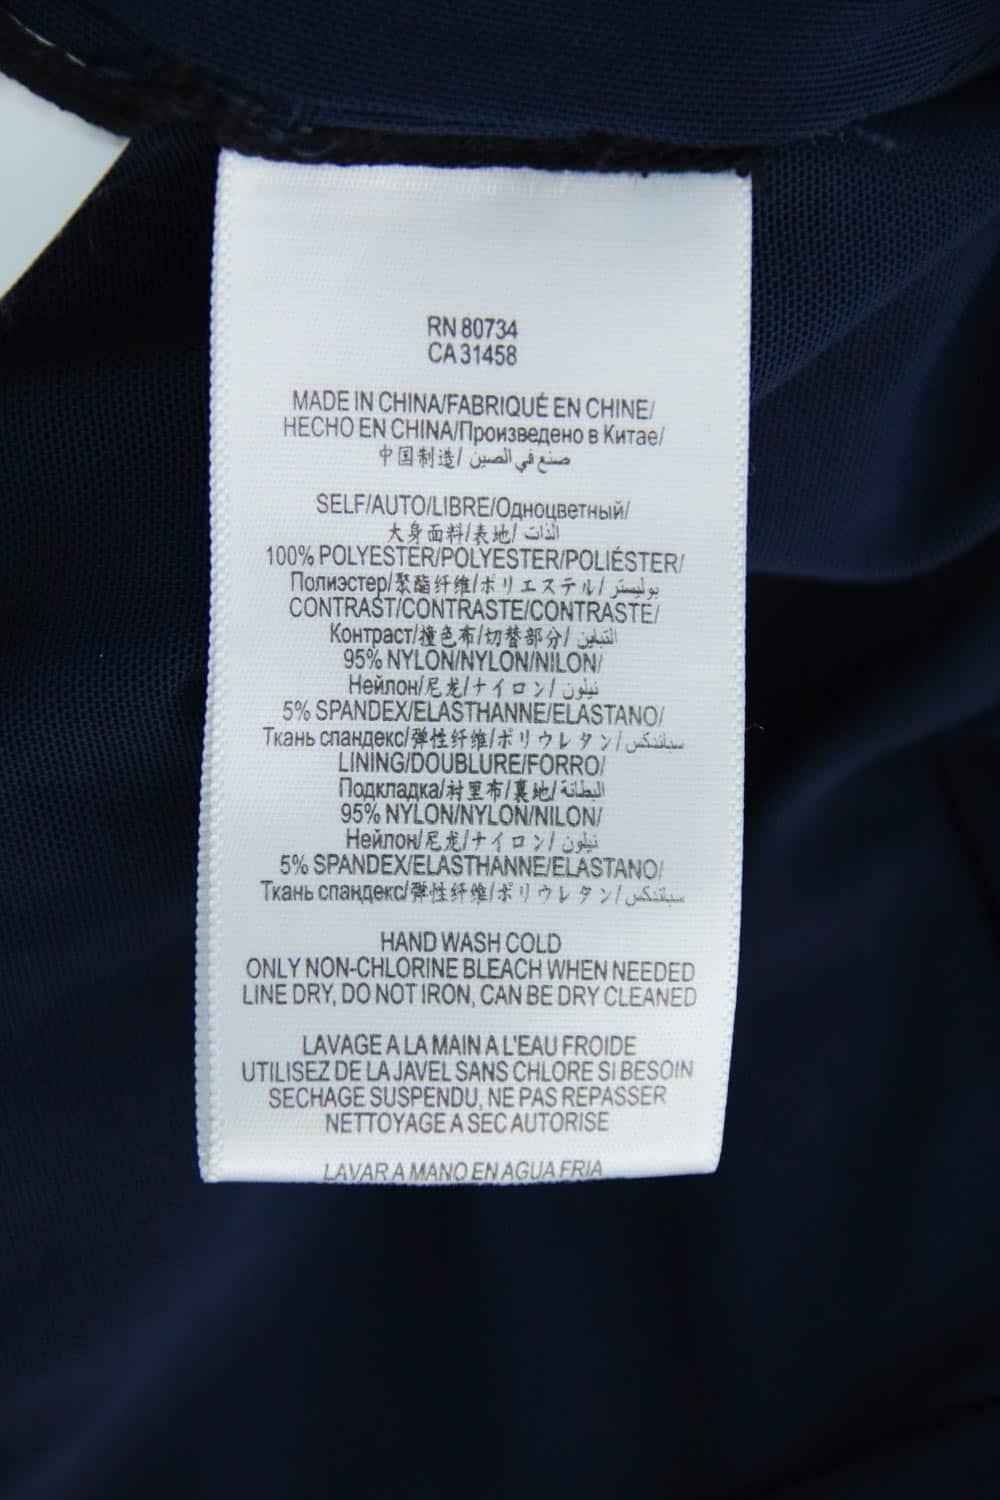 RN 80734
CA 31458
MADE IN CHINA/FABRIQUÉ EN CHINE/
HECHO EN CHINA/Произведено в Китае/
中国制造/ صنع في الصين
SELF/AUTO/LIBRE/Одноцветный/
大身面料/表地/ الذات
100% POLYESTER/POLYESTER/POLIÉSTER/
Полиэстер/聚酯纤维/ポリエステル/ بوليستر
CONTRAST/CONTRASTE/CONTRASTE/
Контраст/撞色布/切替部分/ التباين
95% NYLON/NYLON/NILON/
Нейлон/尼龙/ナイロン/ نيلون
5% SPANDEX/ELASTHANNE/ELASTANO/
Ткань спандекс/弹性纤维/ポリウレタン/ سباندكس
LINING/DOUBLURE/FORRO/
Подкладка/衬里布/裏地/ البطانة
95% NYLON/NYLON/NILON/
Нейлон/尼龙/ナイロン/ نيلون
5% SPANDEX/ELASTHANNE/ELASTANO/
Ткань спандекс/弹性纤维/ポリウレタン/ سباندكس
HAND WASH COLD
ONLY NON-CHLORINE BLEACH WHEN NEEDED
LINE DRY, DO NOT IRON, CAN BE DRY CLEANED
LAVAGE A LA MAIN A L'EAU FROIDE
UTILISEZ DE LA JAVEL SANS CHLORE SI BESOIN
SECHAGE SUSPENDU, NE PAS REPASSER
NETTOYAGE A SEC AUTORISE
LAVAR A MANO EN AGUA FRIA